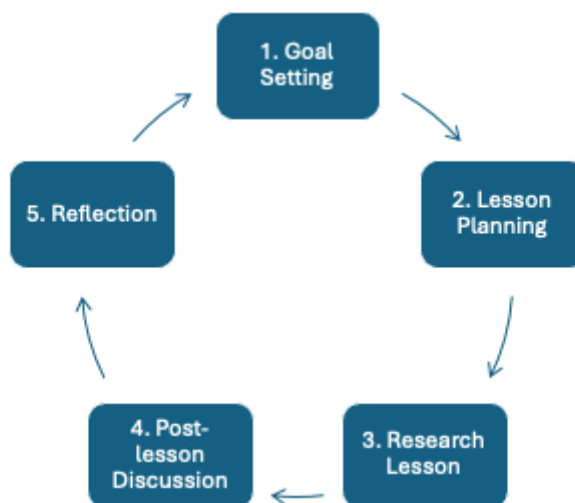 1. Goal
Setting
2. Lesson
Planning
3. Research
Lesson
4. Post-
lesson
Discussion
5. Reflection